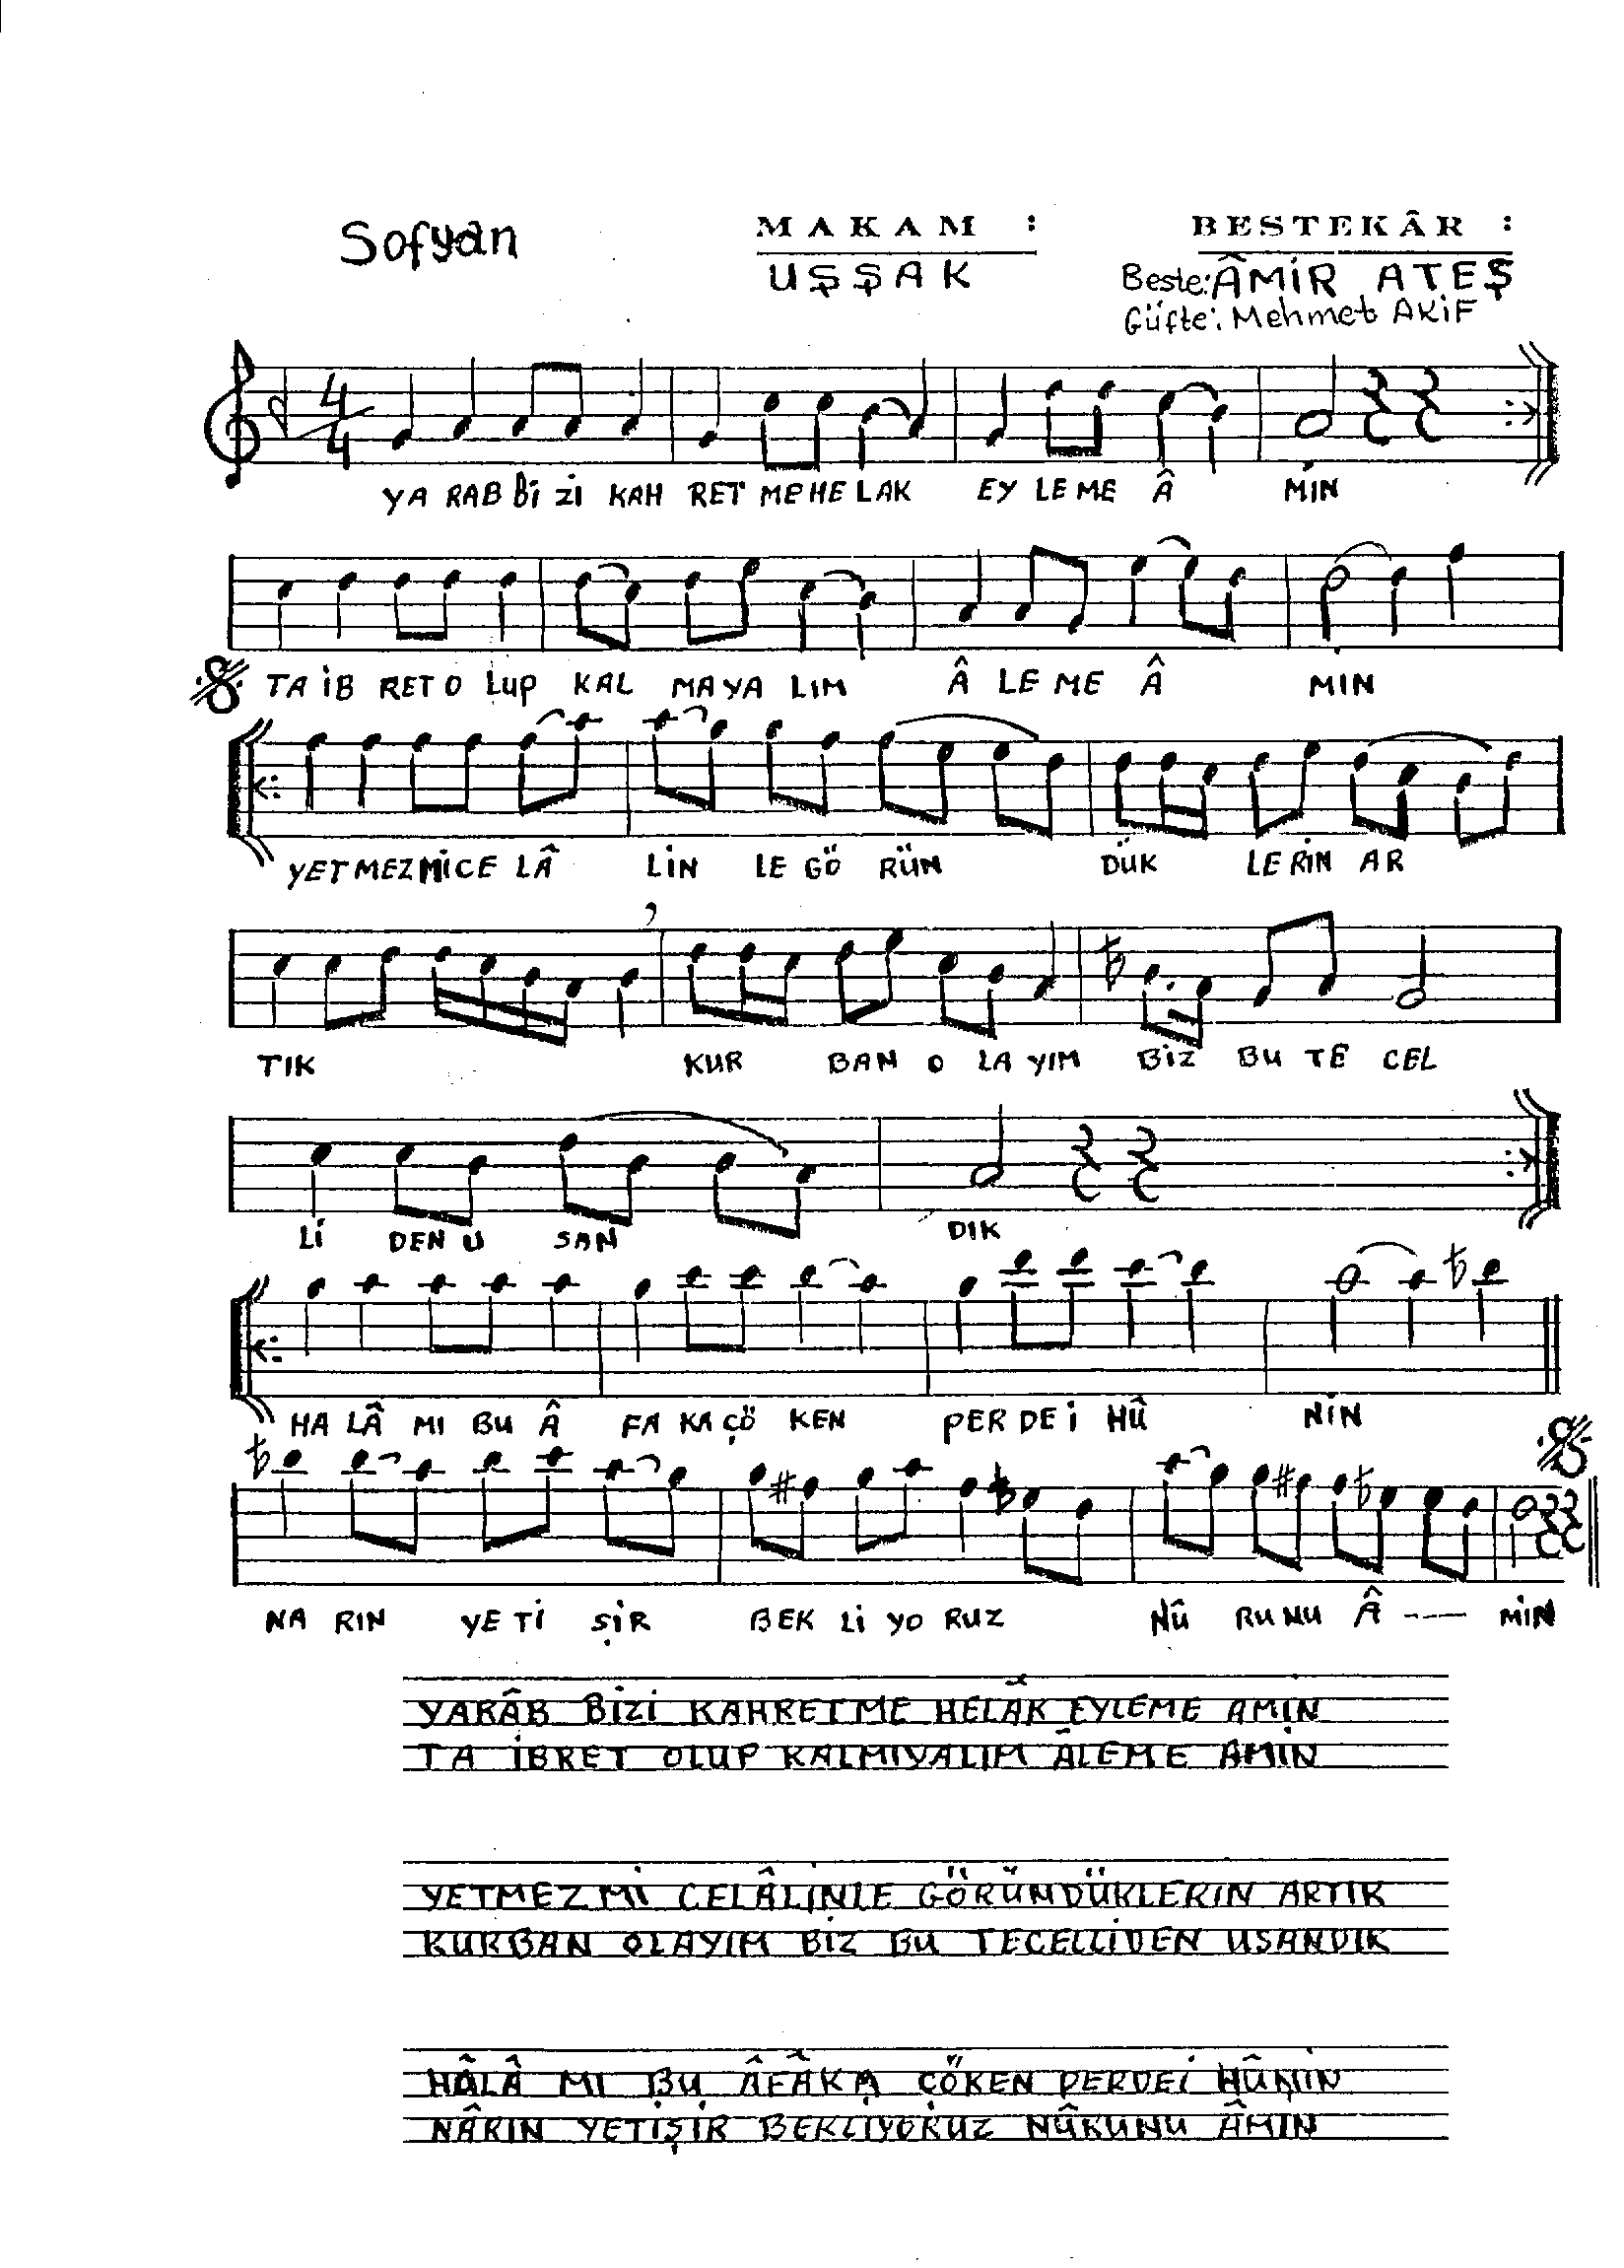 Sofyan MAKAM : BESTEKÂR :
UŞŞAK Beste: ÂMİR ATEŞ
Güfte: Mehmet AKİF
4
4
YA RAB Bİ Zİ KAH RET ME HE LAK EY LE ME Â MİN
TA İB RET O LUP KAL MA YA LIM Â LE ME Â MIN
YET MEZ Mİ CE LÂ LİN LE GÖ RÜN DÜK LE RİN AR
TIK KUR BAN O LA YIM BİZ BU TE CEL
Lİ DEN U SAN DIK
HA LÂ MI BU Â FA KA ÇÖ KEN PER DE İ HÛ NİN
NA RIN YE Tİ ŞİR BEK Lİ YO RUZ NÛ RU NU Â ---- MİN
YARÂB BİZİ KAHRETME HELÂK EYLEME AMİN
TA İBRET OLUP KALMIYALIM ÂLEME AMİN
YETMEZ Mİ CELÂLİNLE GÖRÜNDÜKLERIN ARTIK
KURBAN OLAYIM BİZ BU TECELLİDEN USANDIK
HÂLÂ MI BU ÂFÂKA ÇÖKEN PERDEİ HÛNİN
NÂRIN YETİŞİR BEKLİYORUZ NÛRUNU ÂMIN